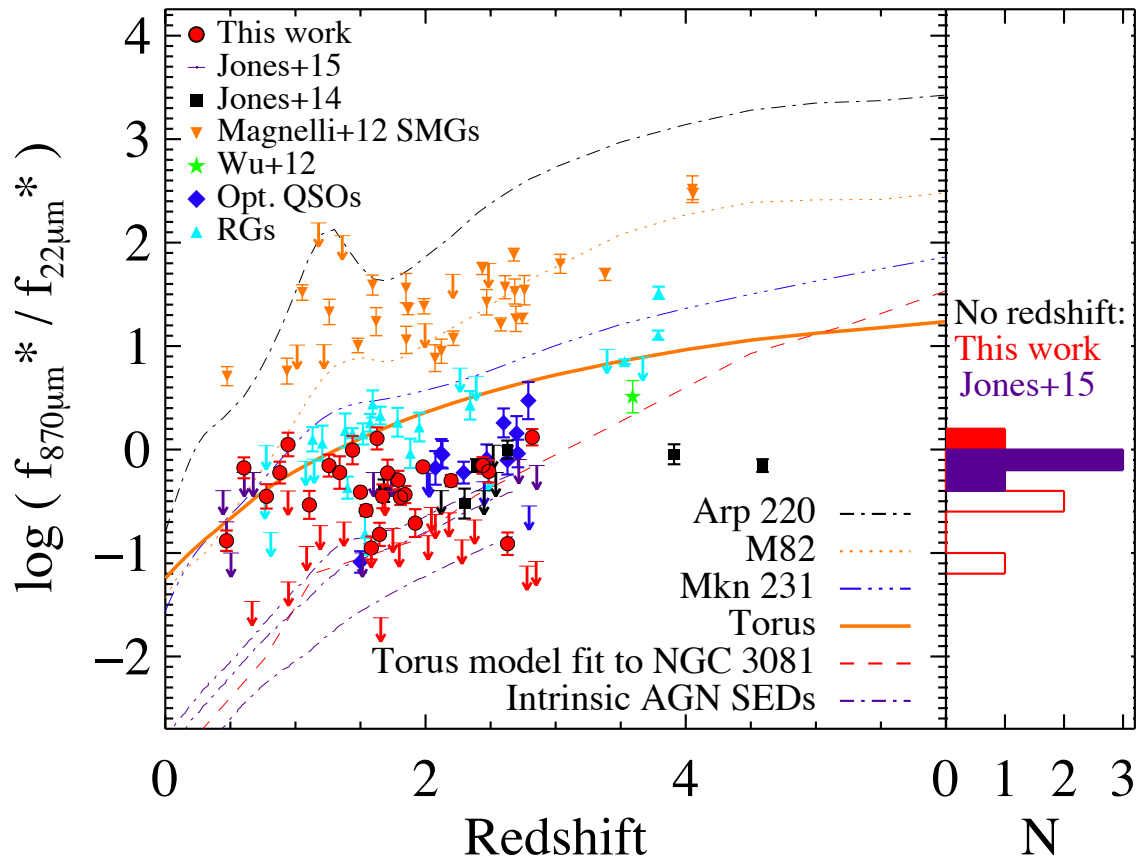 This work
Jones+15
Jones+14
Magnelli+12 SMGs
Wu+12
Opt. QSOs
RGs
log ( f870μm* / f22μm* )
4
3
2
1
0
−1
−2
No redshift:
This work
Jones+15
Arp 220
M82
Mkn 231
Torus
Torus model fit to NGC 3081
Intrinsic AGN SEDs
0 2 4
0 1 2 3
Redshift
N